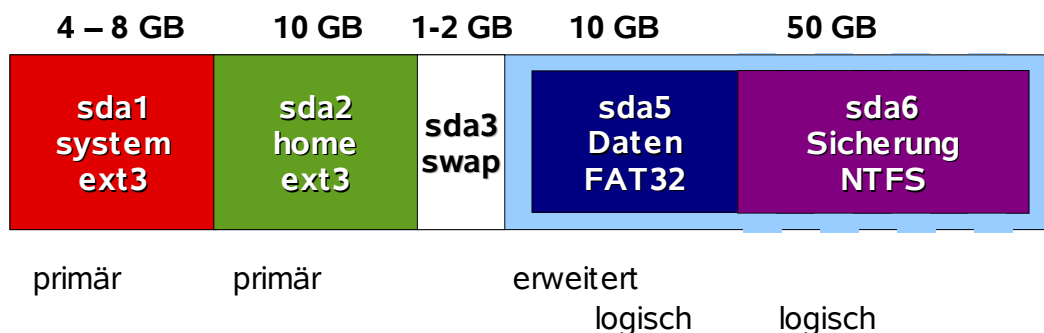 4 – 8 GB 10 GB 1-2 GB 10 GB 50 GB
sda1
system
ext3
sda2
home
ext3
sda3
swap
sda5
Daten
FAT32
sda6
Sicherung
NTFS
primär primär erweitert
logisch logisch